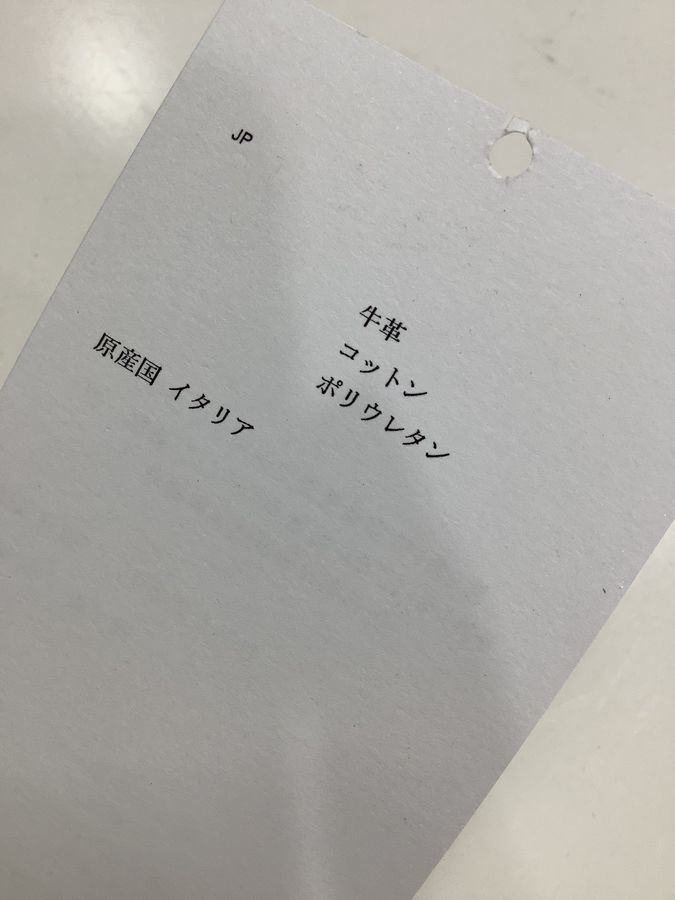 JP
牛革
コットン
ポリウレタン
原産国 イタリア